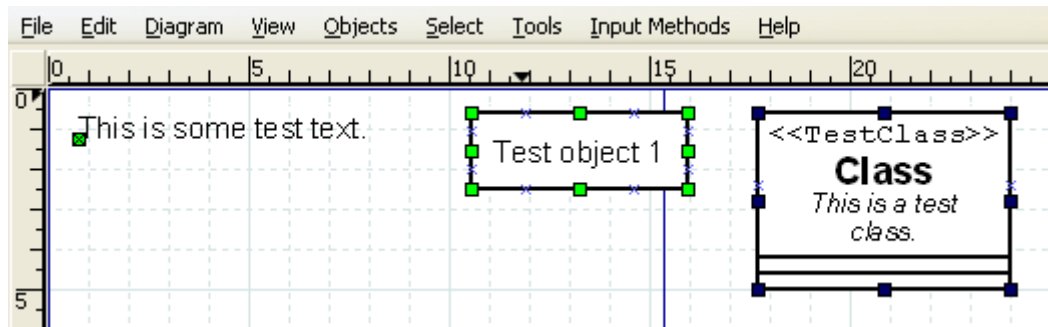 File Edit Diagram View Objects Select Tools Input Methods Help
0 5 10 15 20
0
This is some test text.
Test object 1
<<TestClass>>
Class
This is a test
class.
5